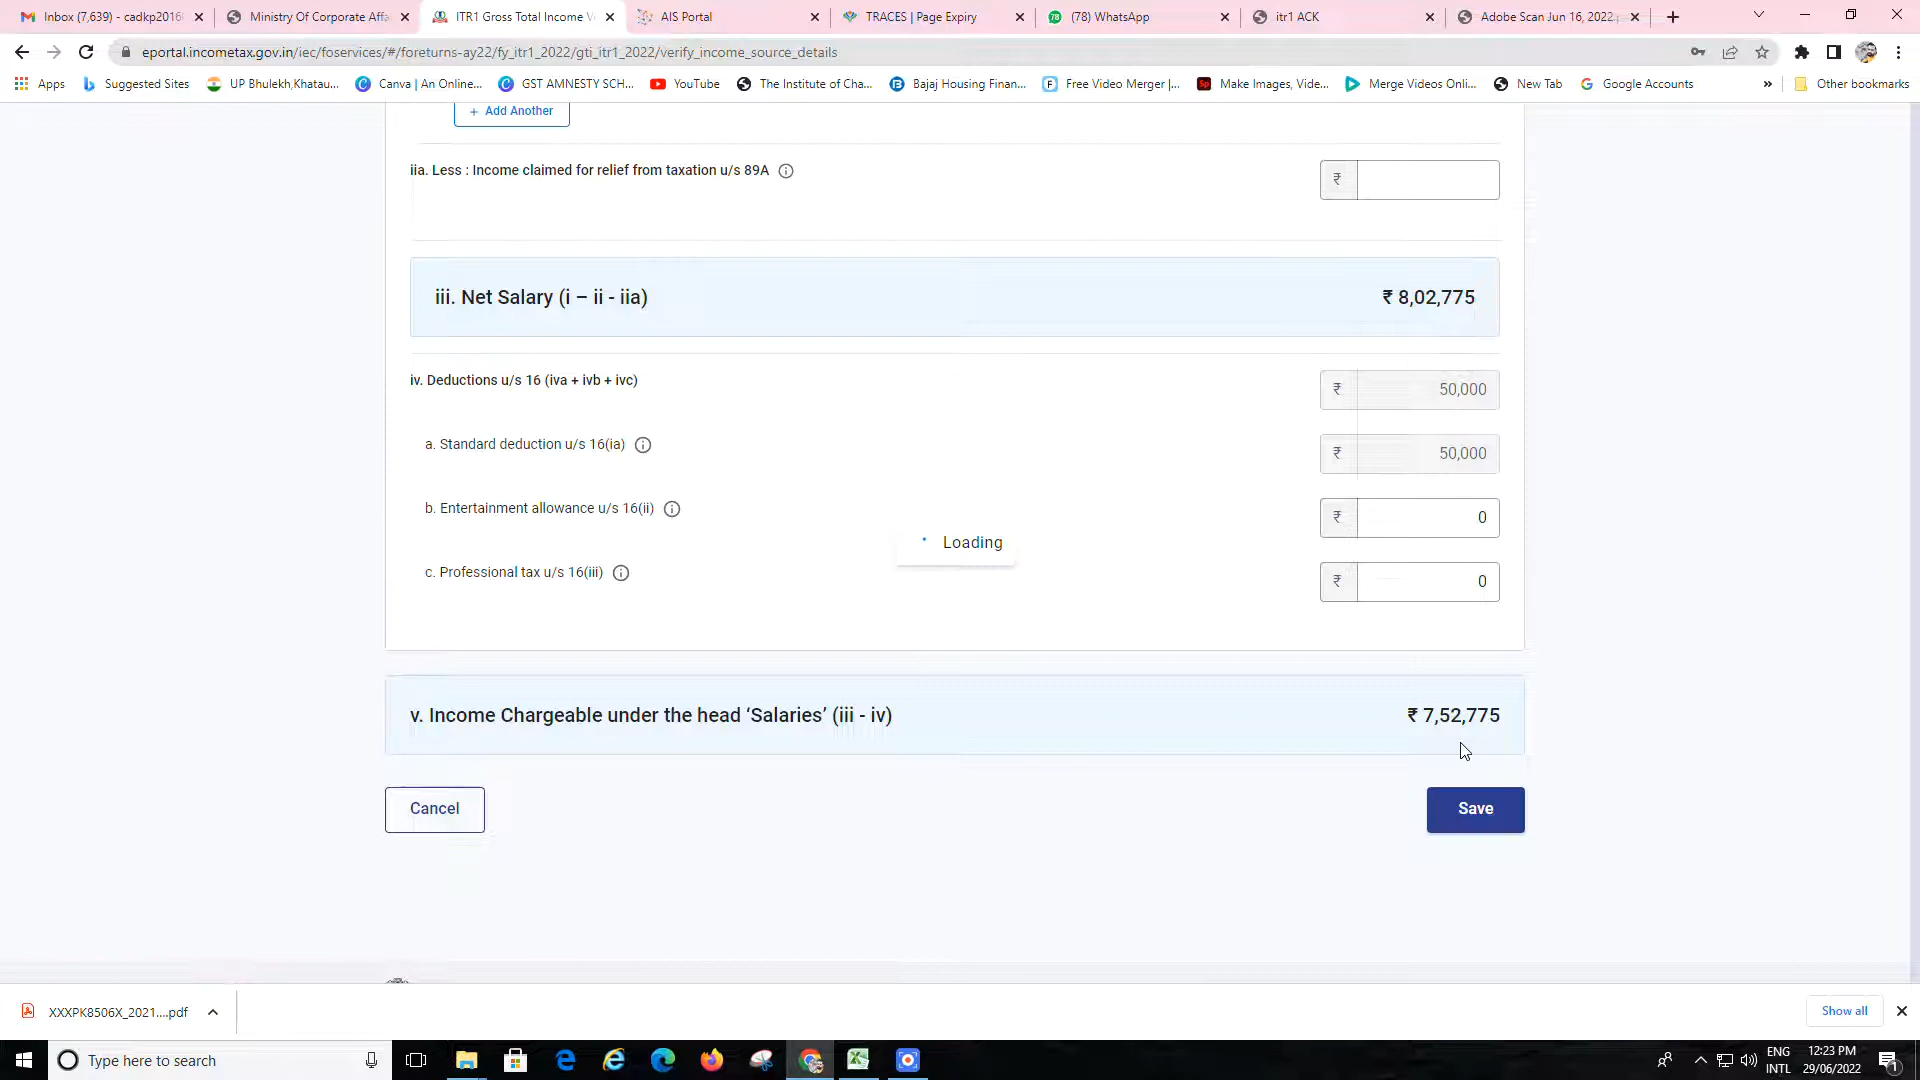 Inbox (7,639) - cadkp2016
Ministry Of Corporate Affa
ITR1 Gross Total Income V
AIS Portal
TRACES | Page Expiry
(78) WhatsApp
itr1 ACK
Adobe Scan Jun 16, 2022
eportal.incometax.gov.in/iec/foservices/#/foreturns-ay22/fy_itr1_2022/gti_itr1_2022/verify_income_source_details
Apps
Suggested Sites
UP Bhulekh,Khatau...
Canva | An Online...
GST AMNESTY SCH...
YouTube
The Institute of Cha...
Bajaj Housing Finan...
Free Video Merger |...
Make Images, Vide...
Merge Videos Onli...
New Tab
Google Accounts
»
Other bookmarks
+ Add Another
iia. Less : Income claimed for relief from taxation u/s 89A
₹
iii. Net Salary (i – ii - iia)
₹ 8,02,775
iv. Deductions u/s 16 (iva + ivb + ivc)
₹ 50,000
a. Standard deduction u/s 16(ia)
₹ 50,000
b. Entertainment allowance u/s 16(ii)
₹ 0
Loading
c. Professional tax u/s 16(iii)
₹ 0
v. Income Chargeable under the head ‘Salaries’ (iii - iv)
₹ 7,52,775
Cancel
Save
XXXPK8506X_2021....pdf
Show all
Type here to search
ENG
INTL
12:23 PM
29/06/2022
1